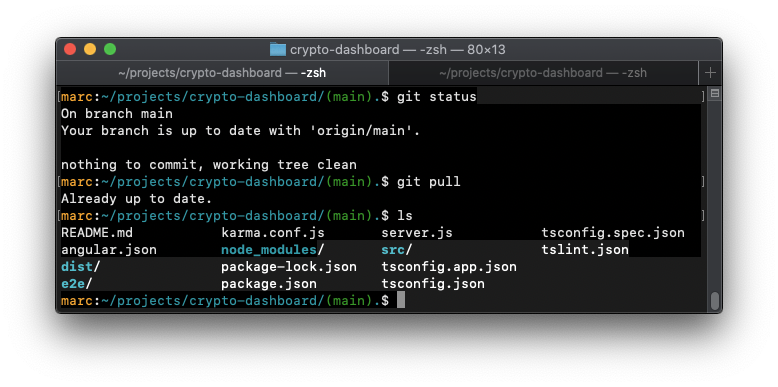 crypto-dashboard — -zsh — 80×13
~/projects/crypto-dashboard — -zsh ~/projects/crypto-dashboard — -zsh +
[marc:~/projects/crypto-dashboard/(main).$ git status ]
On branch main
Your branch is up to date with 'origin/main'.
nothing to commit, working tree clean
[marc:~/projects/crypto-dashboard/(main).$ git pull ]
Already up to date.
[marc:~/projects/crypto-dashboard/(main).$ ls ]
README.md karma.conf.js server.js tsconfig.spec.json
angular.json node_modules/ src/ tslint.json
dist/ package-lock.json tsconfig.app.json
e2e/ package.json tsconfig.json
marc:~/projects/crypto-dashboard/(main).$